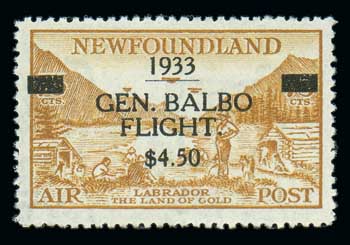 NEWFOUNDLAND
1933
CTS. CTS.
GEN. BALBO
FLIGHT
$4.50
LABRADOR
AIR THE LAND OF GOLD POST